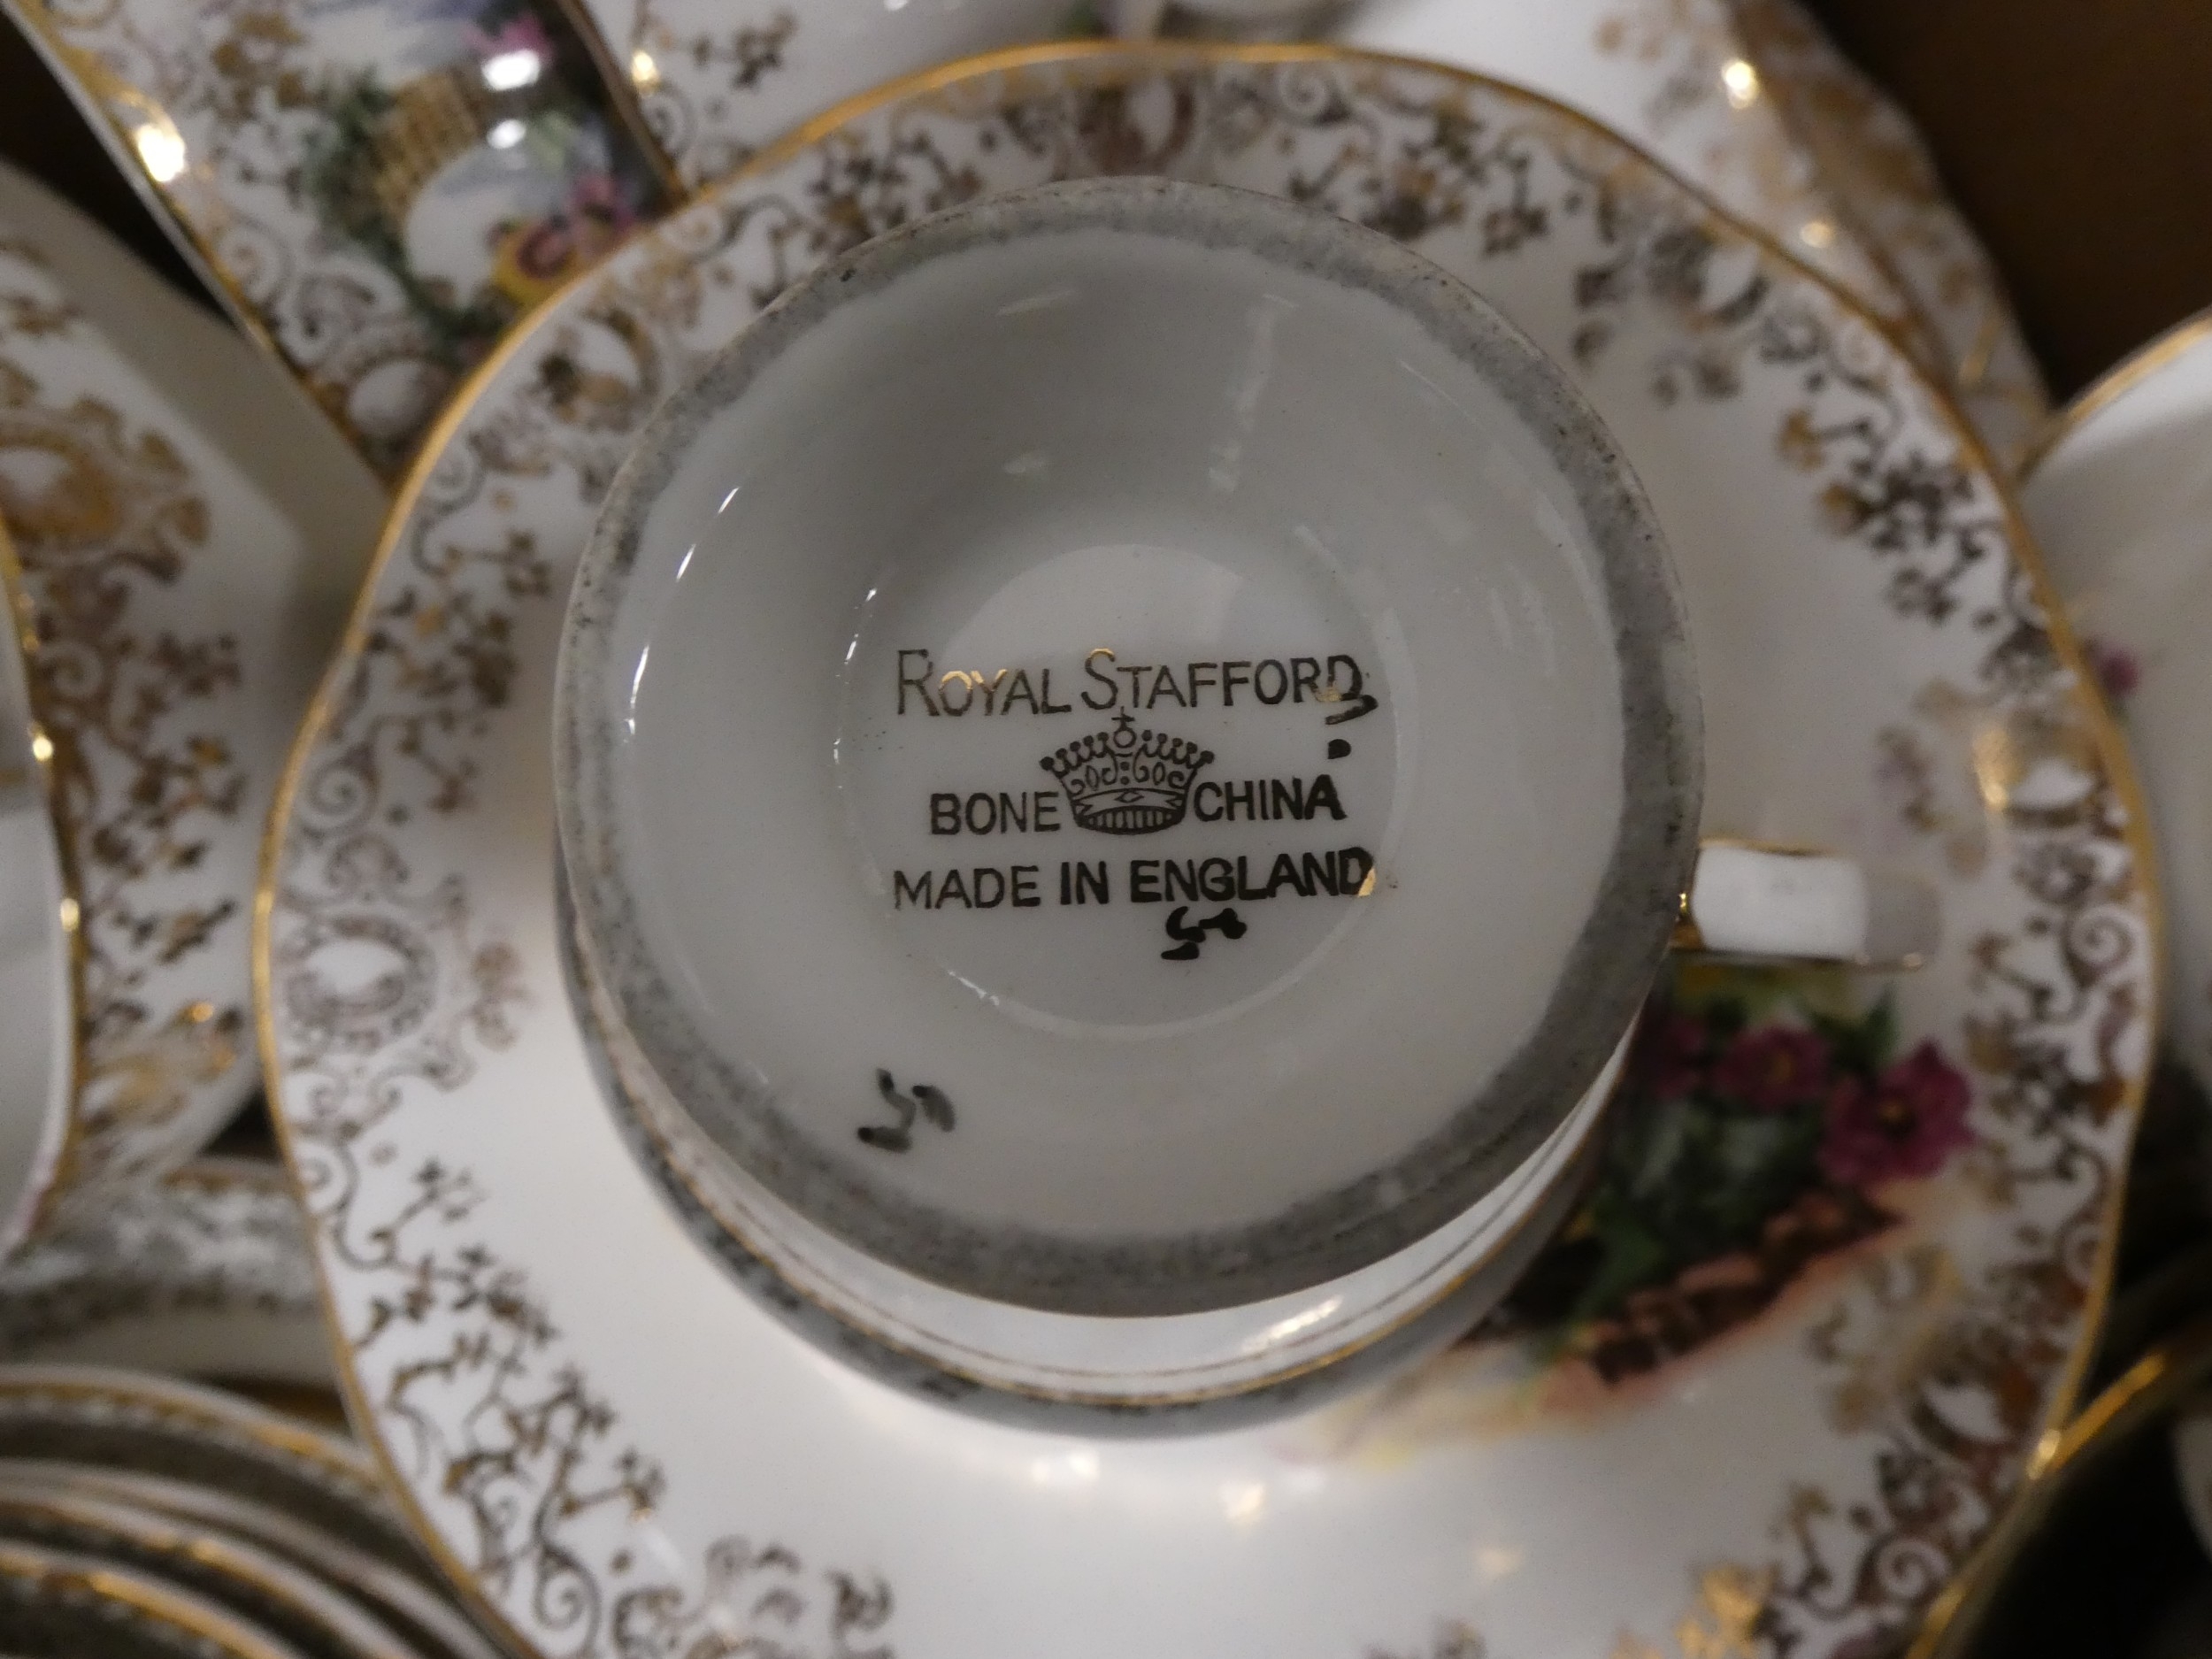 ROYAL STAFFORD
BONE CHINA
MADE IN ENGLAND